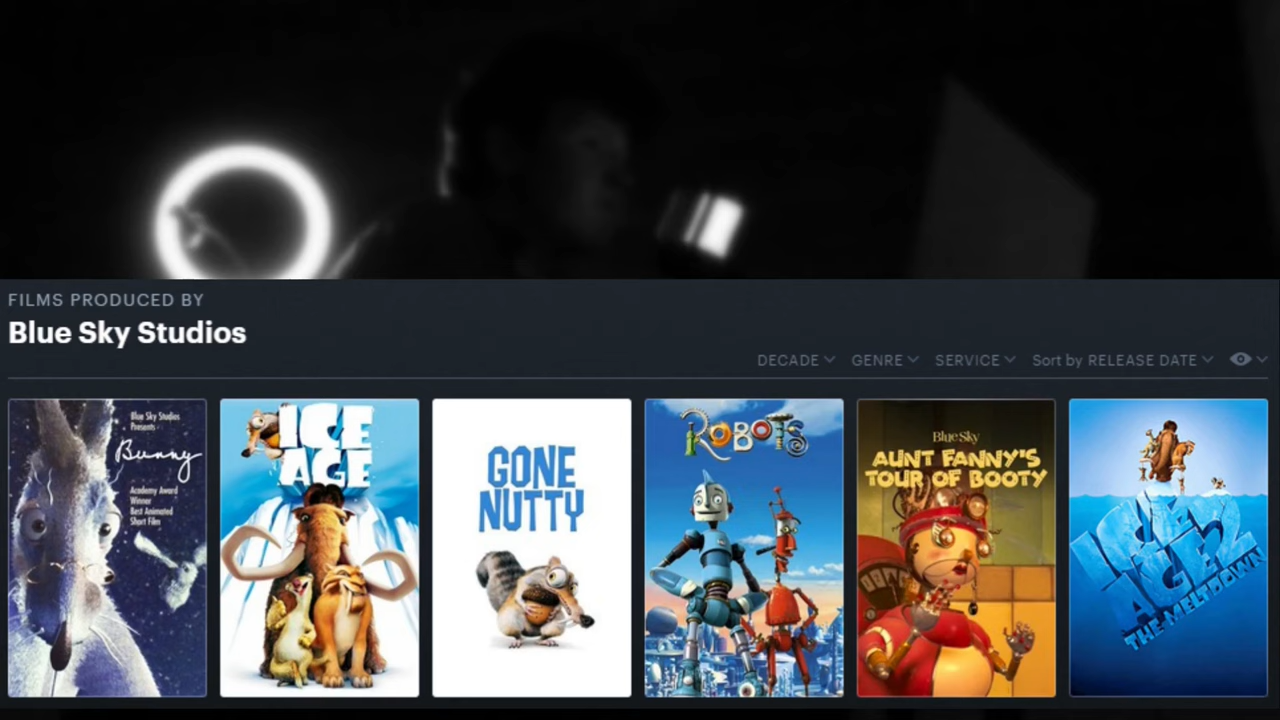 FILMS PRODUCED BY
Blue Sky Studios
DECADE GENRE SERVICE Sort by RELEASE DATE
Blue Sky Studios
Presents
Bunny
Academy Award
Winner
Best Animated
Short Film
ICE
AGE
GONE
NUTTY
ROBOTS
Blue Sky
AUNT FANNY'S
TOUR OF BOOTY
ICE
AGE 2
THE MELTDOWN